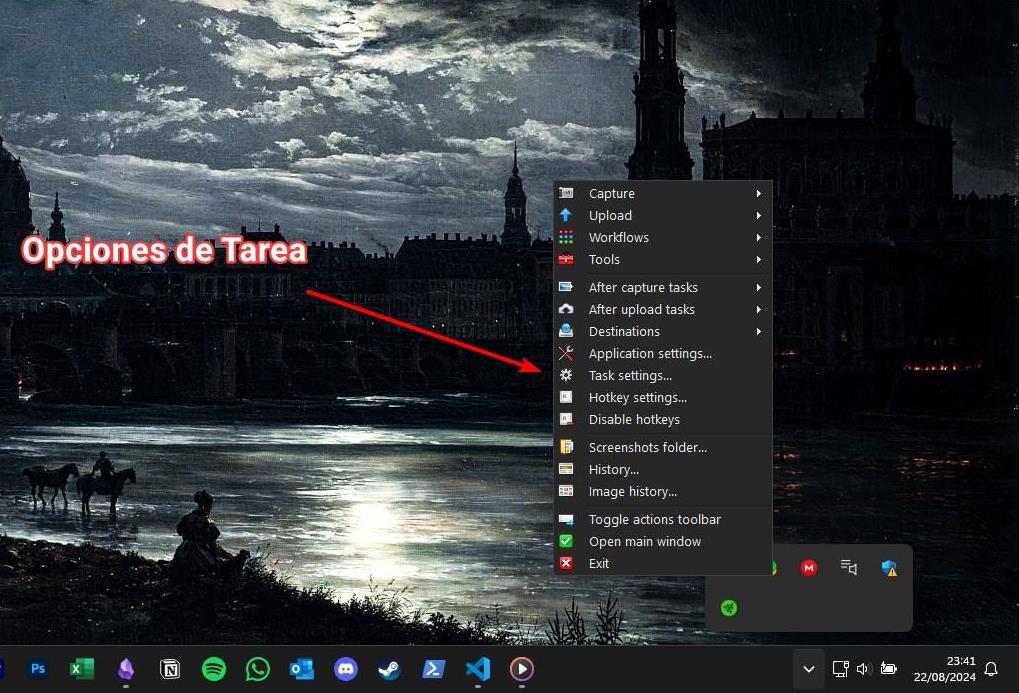 Capture
Upload
Workflows
Opciones de Tarea
Tools
After capture tasks
After upload tasks
Destinations
Application settings...
Task settings...
Hotkey settings...
Disable hotkeys
Screenshots folder...
History...
Image history...
Toggle actions toolbar
Open main window
Exit
M
Ps
X
N
23:41
22/08/2024